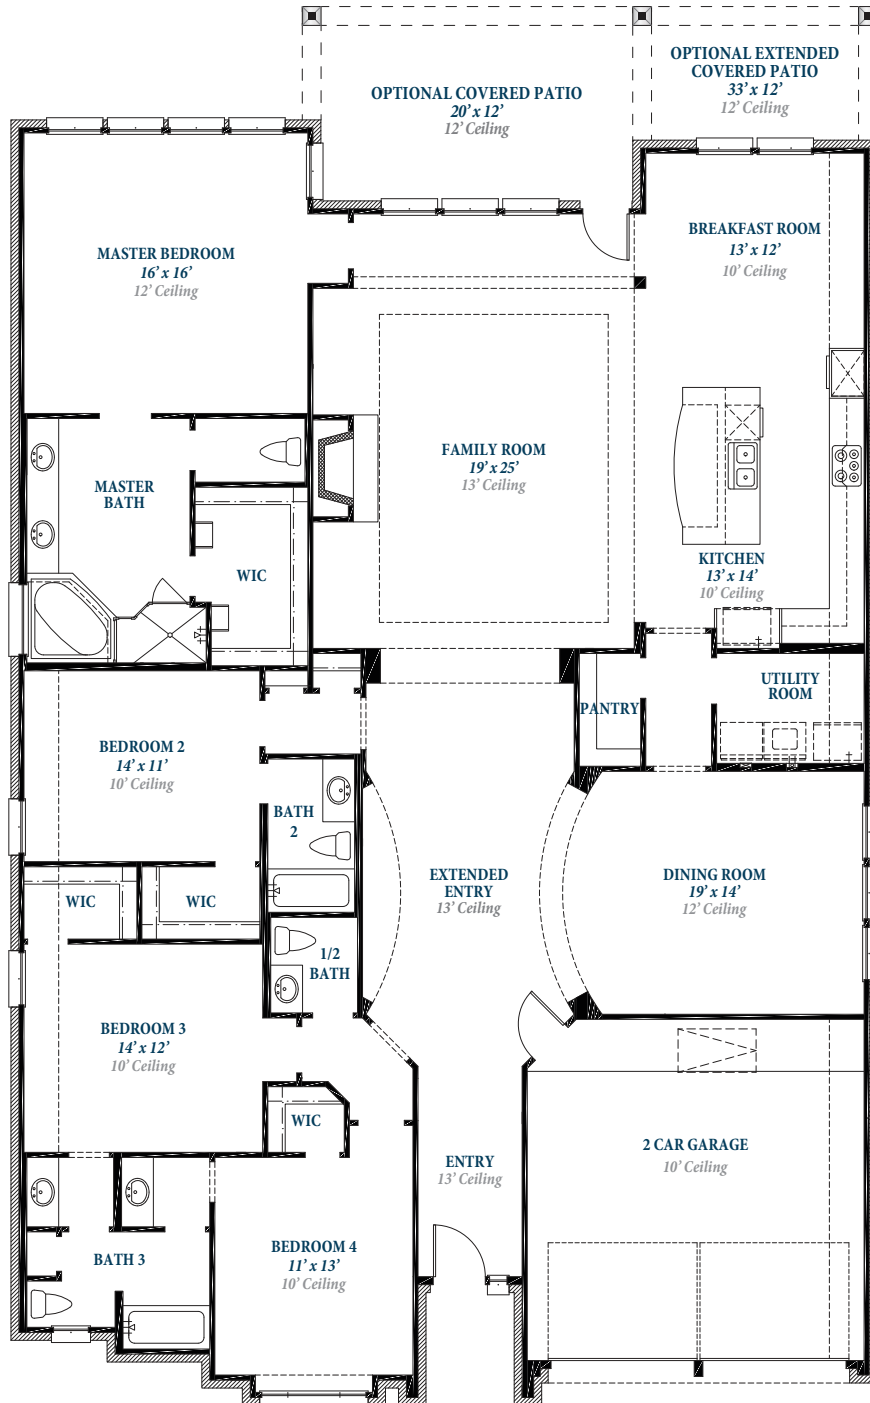 OPTIONAL EXTENDED
COVERED PATIO
33' x 12'
12' Ceiling
OPTIONAL COVERED PATIO
20' x 12'
12' Ceiling
MASTER BEDROOM
16' x 16'
12' Ceiling
BREAKFAST ROOM
13' x 12'
10' Ceiling
FAMILY ROOM
19' x 25'
13' Ceiling
MASTER
BATH
WIC
KITCHEN
13' x 14'
10' Ceiling
PANTRY
UTILITY
ROOM
BEDROOM 2
14' x 11'
10' Ceiling
BATH
2
WIC
WIC
EXTENDED
ENTRY
13' Ceiling
DINING ROOM
19' x 14'
12' Ceiling
1/2
BATH
BEDROOM 3
14' x 12'
10' Ceiling
WIC
ENTRY
13' Ceiling
2 CAR GARAGE
10' Ceiling
BATH 3
BEDROOM 4
11' x 13'
10' Ceiling